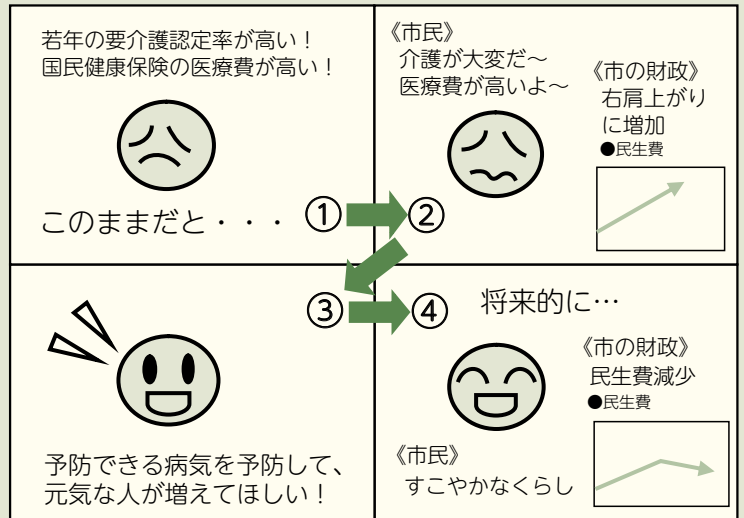 若年の要介護認定率が高い！
国民健康保険の医療費が高い！
このままだと・・・
①
②
《市民》
介護が大変だ～
医療費が高いよ～
《市の財政》
右肩上がり
に増加
●民生費
③
④
予防できる病気を予防して、
元気な人が増えてほしい！
将来的に…
《市の財政》
民生費減少
●民生費
《市民》
すこやかなくらし